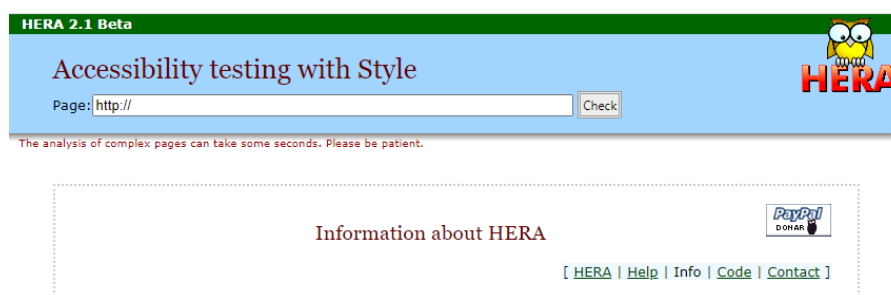 HERA 2.1 Beta
Accessibility testing with Style
HERA
Page: http:// Check
The analysis of complex pages can take some seconds. Please be patient.
PayPal
DONAR
Information about HERA
[ HERA | Help | Info | Code | Contact ]